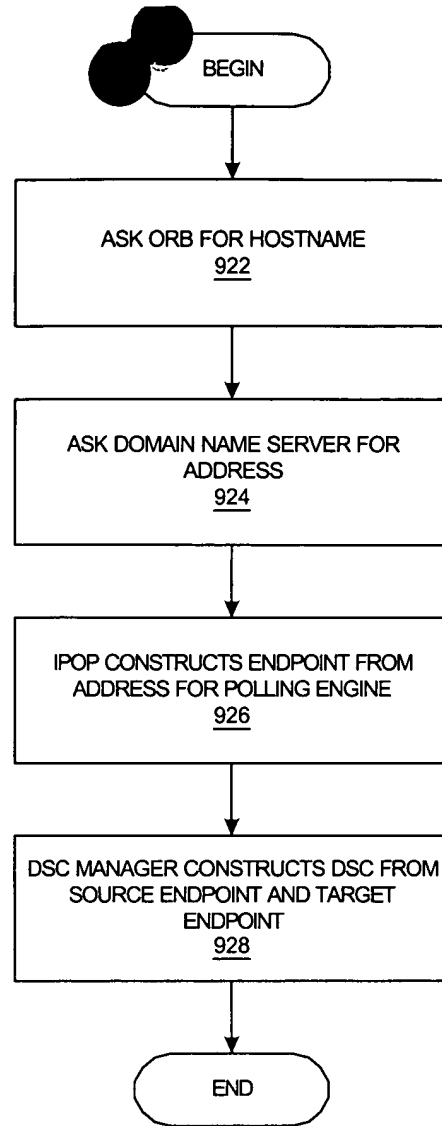 BEGIN
ASK ORB FOR HOSTNAME
922
ASK DOMAIN NAME SERVER FOR
ADDRESS
924
IPOP CONSTRUCTS ENDPOINT FROM
ADDRESS FOR POLLING ENGINE
926
DSC MANAGER CONSTRUCTS DSC FROM
SOURCE ENDPOINT AND TARGET
ENDPOINT
928
END